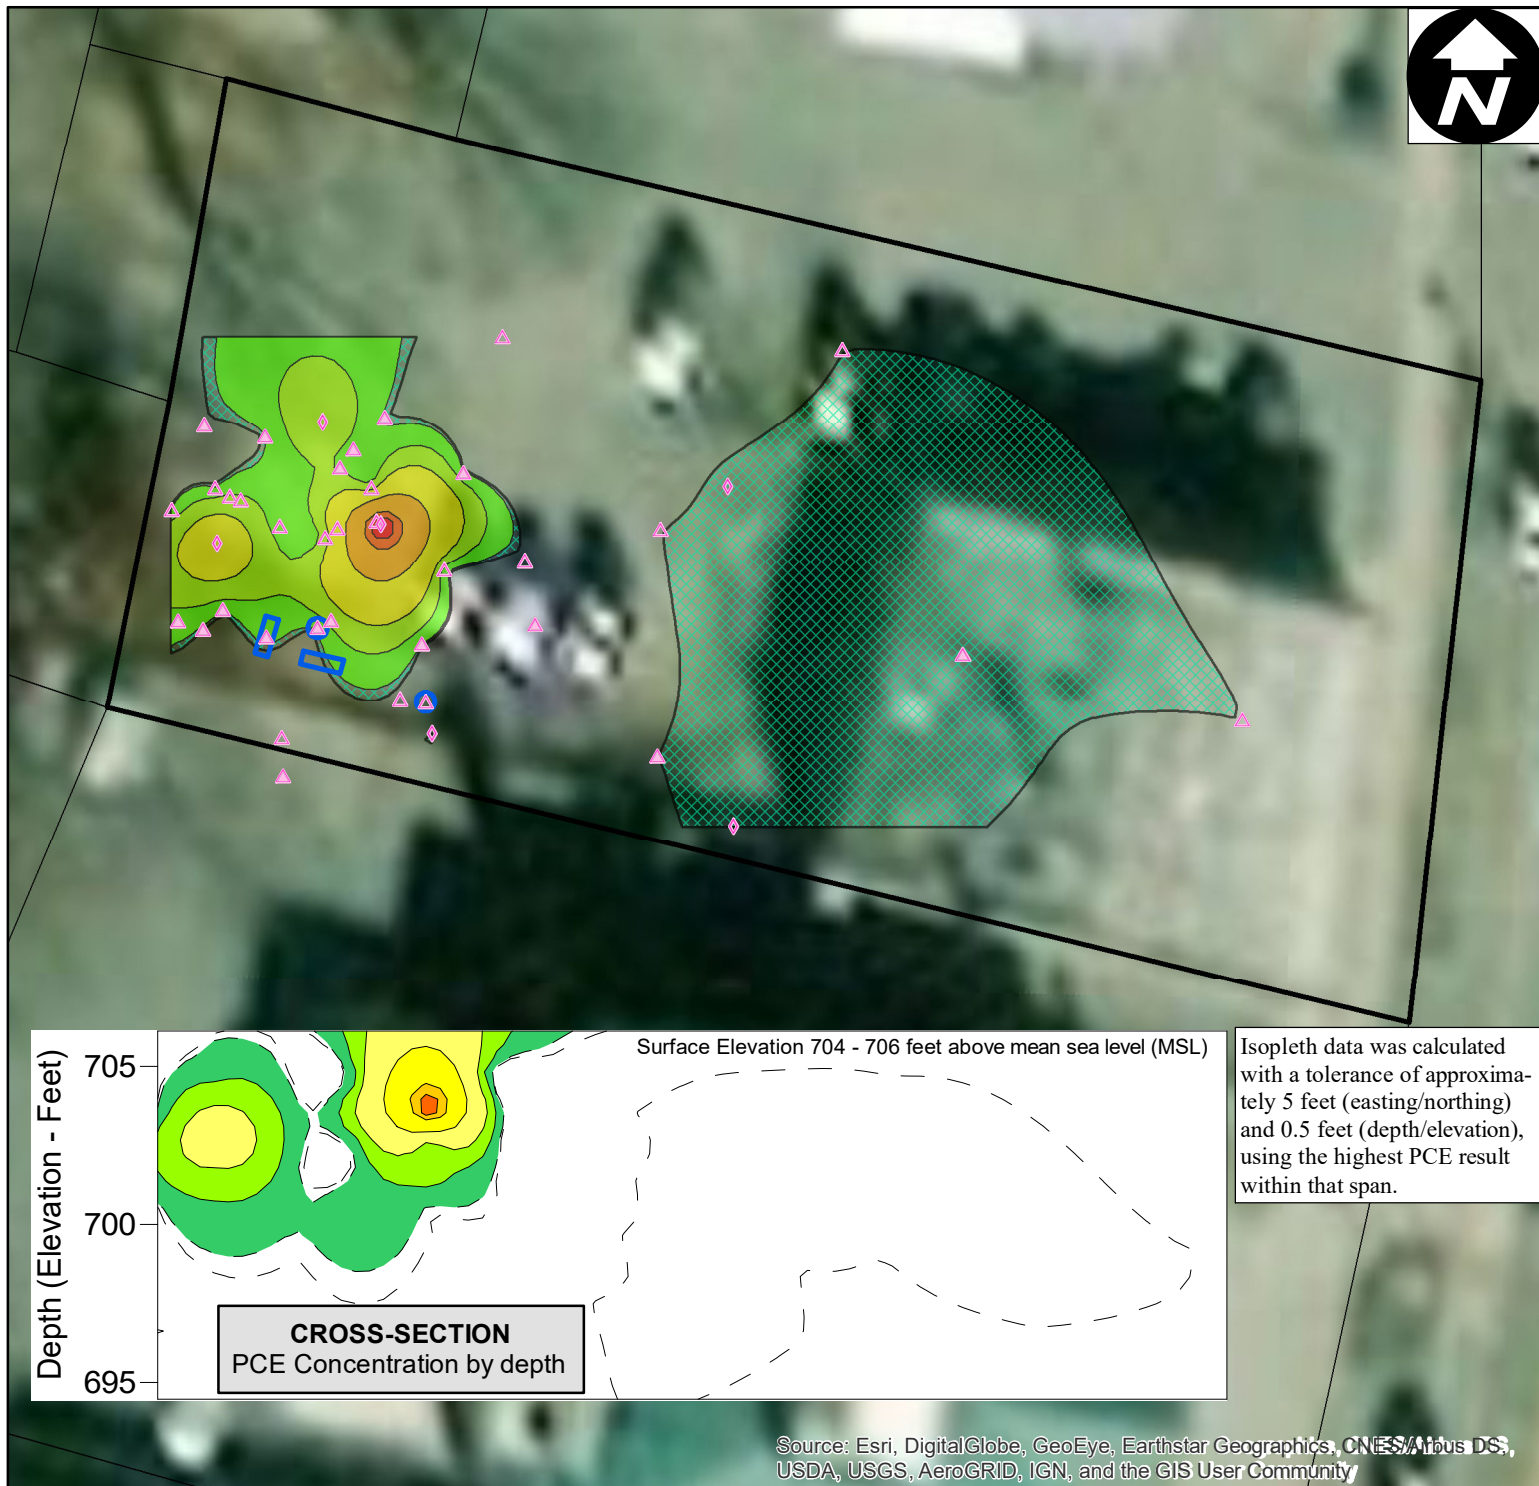 N
Surface Elevation 704 - 706 feet above mean sea level (MSL)
Depth (Elevation - Feet)
705
700
695
CROSS-SECTION
PCE Concentration by depth
Isopleth data was calculated
with a tolerance of approxima-
tely 5 feet (easting/northing)
and 0.5 feet (depth/elevation),
using the highest PCE result
within that span.
Source: Esri, DigitalGlobe, GeoEye, Earthstar Geographics, CNES/Airbus DS,
USDA, USGS, AeroGRID, IGN, and the GIS User Community